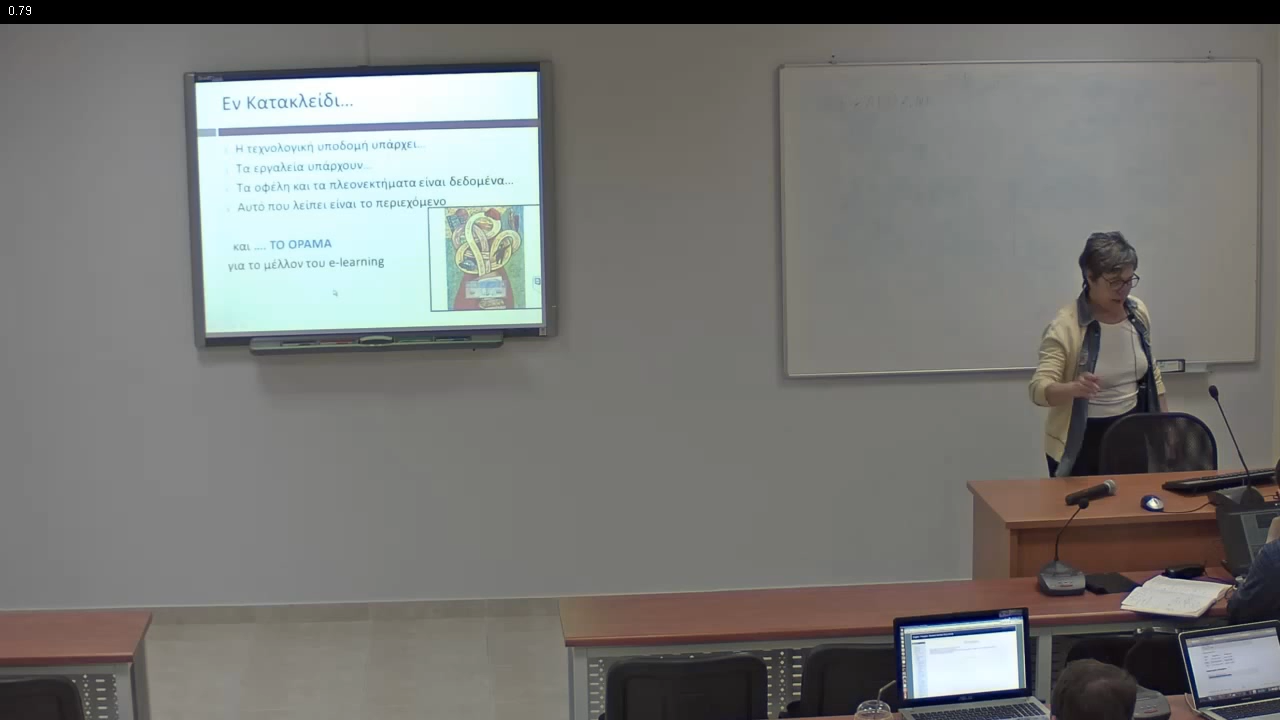 0.79
Εν Κατακλείδι...
Η τεχνολογική υποδομή υπάρχει...
Τα εργαλεία υπάρχουν...
Τα οφέλη και τα πλεονεκτήματα είναι δεδομένα...
Αυτό που λείπει είναι το περιεχόμενο
και .... ΤΟ ΟΡΑΜΑ
για το μέλλον του e-learning